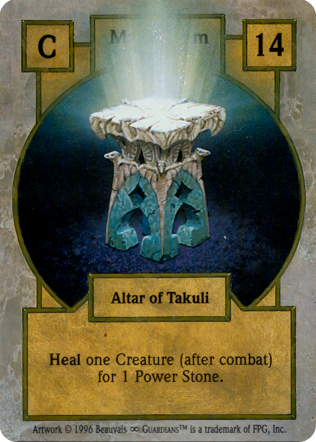 C
14
Altar of Takuli
Heal one Creature (after combat)
for 1 Power Stone.
Artwork © 1996 Beauvais ∞ GUARDIANS™ is a trademark of FPG, Inc.